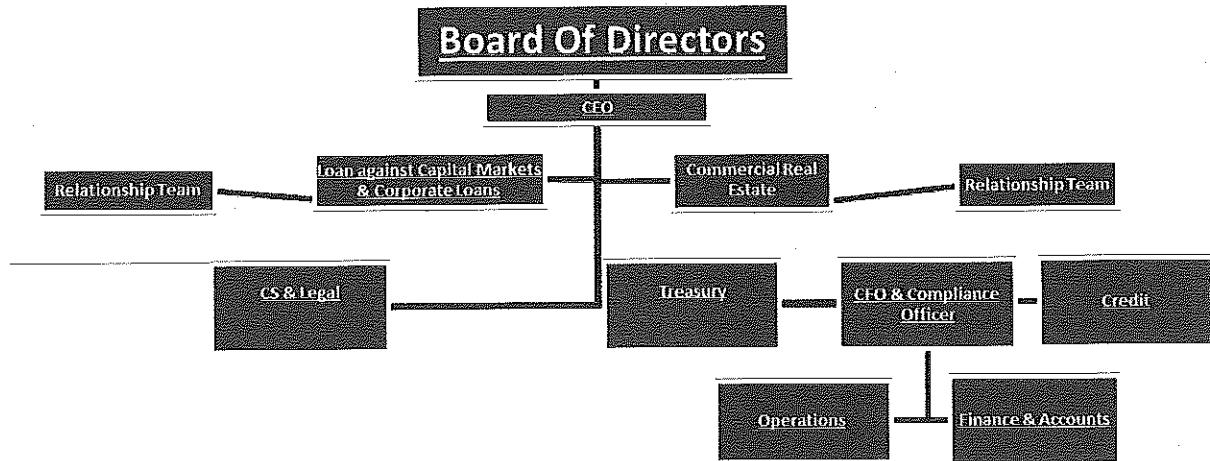 Board Of Directors
CEO
Relationship Team
Loan against Capital Markets
& Corporate Loans
Commercial Real
Estate
Relationship Team
CS & Legal
Treasury
CFO & Compliance
Officer
Credit
Operations
Finance & Accounts